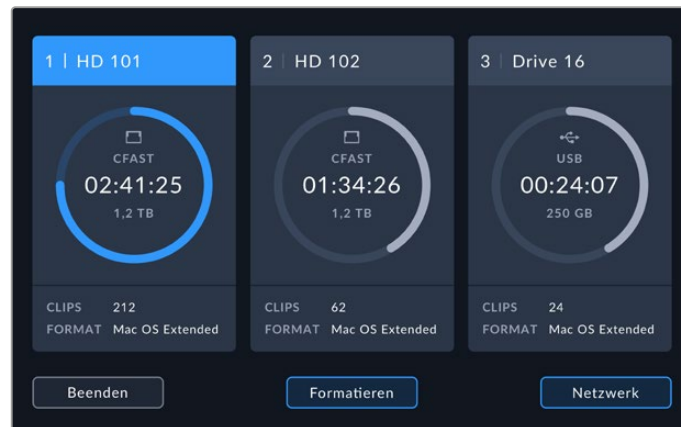 1 | HD 101
CFAST
02:41:25
1,2 TB
CLIPS 212
FORMAT Mac OS Extended
2 | HD 102
CFAST
01:34:26
1,2 TB
CLIPS 62
FORMAT Mac OS Extended
3 | Drive 16
USB
00:24:07
250 GB
CLIPS 24
FORMAT Mac OS Extended
Beenden
Formatieren
Netzwerk